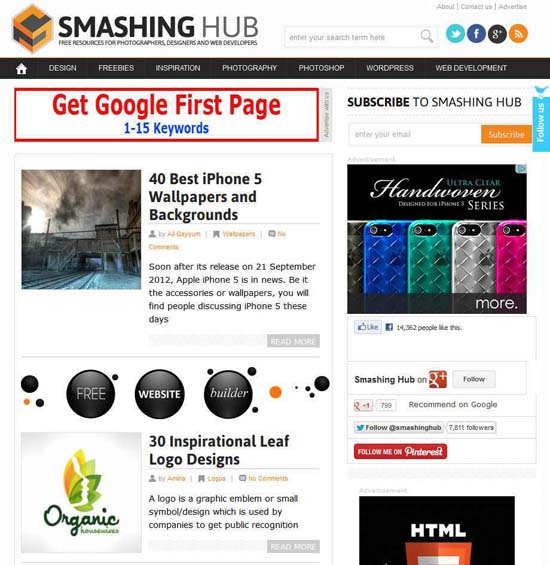 SMASHING HUB
FREE RESOURCES FOR PHOTOGRAPHERS, DESIGNERS AND WEB DEVELOPERS
About | Contact us | Advertise
enter your search term here...
DESIGN FREEBIES INSPIRATION PHOTOGRAPHY PHOTOSHOP WORDPRESS WEB DEVELOPMENT
Get Google First Page
1-15 Keywords
Advertise with us
40 Best iPhone 5
Wallpapers and
Backgrounds
by Ali Qayyum | Wallpapers | No
Comments
Soon after its release on 21 September
2012, Apple iPhone 5 is in news. Be it
the accessories or wallpapers, you will
find people discussing iPhone 5 these
days
READ MORE
FREE WEBSITE builder
Organic
housewives
30 Inspirational Leaf
Logo Designs
by Amina | Logos | No Comments
A logo is a graphic emblem or small
symbol/design which is used by
companies to get public recognition
READ MORE
SUBSCRIBE TO SMASHING HUB
enter your email
Subscribe
Follow us
Advertisement
ULTRA CLEAR
Handwoven
DESIGNED FOR IPHONE 5 SERIES
more.
Like 14,362 people like this.
Smashing Hub on g+ Follow
g +1 799 Recommend on Google
Follow @smashinghub 7,811 followers
FOLLOW ME ON Pinterest
Advertisement
HTML